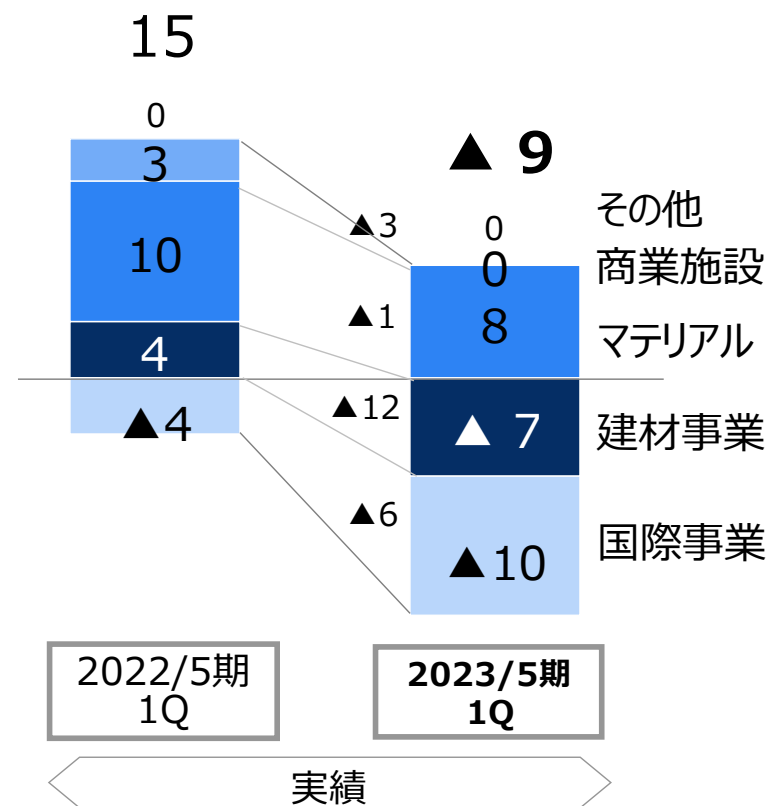 15
0
3
10
4
▲4
▲3
▲1
▲12
▲6
▲ 9
0
0
8
▲ 7
▲10
その他
商業施設
マテリアル
建材事業
国際事業
2022/5期
1Q
2023/5期
1Q
実績